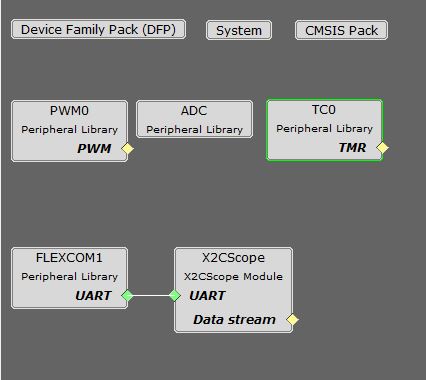 Device Family Pack (DFP)
System
CMSIS Pack
PWM0
Peripheral Library
PWM
ADC
Peripheral Library
TC0
Peripheral Library
TMR
FLEXCOM1
Peripheral Library
UART
X2CScope
X2CScope Module
UART
Data stream